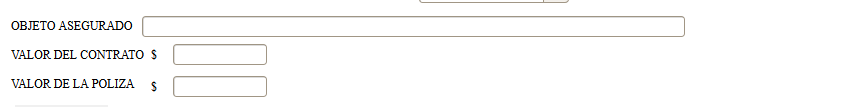 OBJETO ASEGURADO
VALOR DEL CONTRATO $
VALOR DE LA POLIZA $